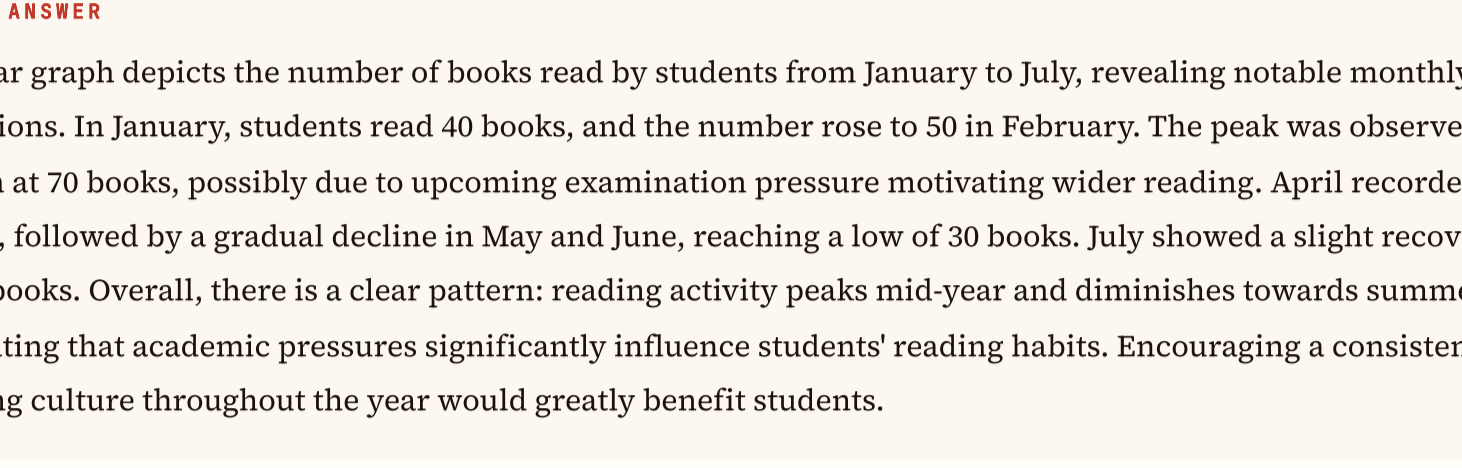 ANSWER
ar graph depicts the number of books read by students from January to July, revealing notable monthly
ions. In January, students read 40 books, and the number rose to 50 in February. The peak was observe
at 70 books, possibly due to upcoming examination pressure motivating wider reading. April recorde
, followed by a gradual decline in May and June, reaching a low of 30 books. July showed a slight recov
books. Overall, there is a clear pattern: reading activity peaks mid-year and diminishes towards summe
ting that academic pressures significantly influence students' reading habits. Encouraging a consisten
ng culture throughout the year would greatly benefit students.